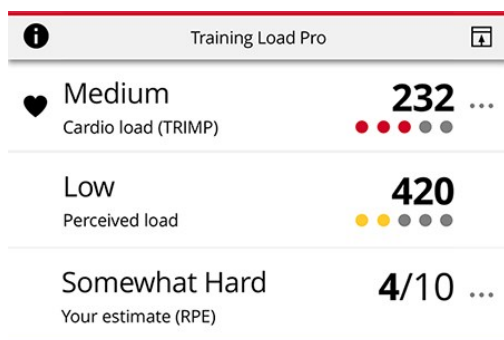 Training Load Pro
Medium 232
Cardio load (TRIMP)
Low 420
Perceived load
Somewhat Hard 4/10
Your estimate (RPE)